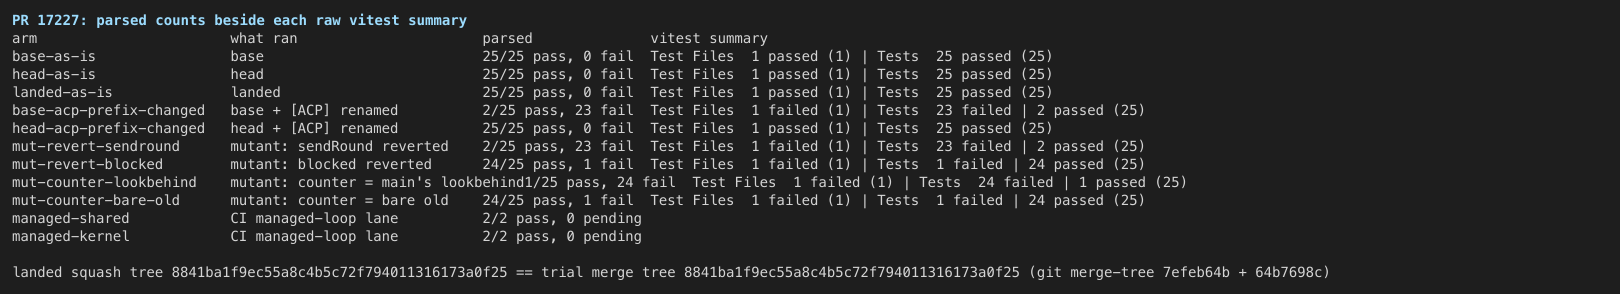 PR 17227: parsed counts beside each raw vitest summary
arm                       what ran                      parsed              vitest summary
base-as-is                base                          25/25 pass, 0 fail  Test Files  1 passed (1) | Tests  25 passed (25)
head-as-is                head                          25/25 pass, 0 fail  Test Files  1 passed (1) | Tests  25 passed (25)
landed-as-is              landed                        25/25 pass, 0 fail  Test Files  1 passed (1) | Tests  25 passed (25)
base-acp-prefix-changed   base + [ACP] renamed          2/25 pass, 23 fail  Test Files  1 failed (1) | Tests  23 failed | 2 passed (25)
head-acp-prefix-changed   head + [ACP] renamed          25/25 pass, 0 fail  Test Files  1 passed (1) | Tests  25 passed (25)
mut-revert-sendround      mutant: sendRound reverted    2/25 pass, 23 fail  Test Files  1 failed (1) | Tests  23 failed | 2 passed (25)
mut-revert-blocked        mutant: blocked reverted      24/25 pass, 1 fail  Test Files  1 failed (1) | Tests  1 failed | 24 passed (25)
mut-counter-lookbehind    mutant: counter = main's lookbehind1/25 pass, 24 fail  Test Files  1 failed (1) | Tests  24 failed | 1 passed (25)
mut-counter-bare-old      mutant: counter = bare old    24/25 pass, 1 fail  Test Files  1 failed (1) | Tests  1 failed | 24 passed (25)
managed-shared            CI managed-loop lane          2/2 pass, 0 pending
managed-kernel            CI managed-loop lane          2/2 pass, 0 pending
landed squash tree 8841ba1f9ec55a8c4b5c72f794011316173a0f25 == trial merge tree 8841ba1f9ec55a8c4b5c72f794011316173a0f25 (git merge-tree 7efeb64b + 64b7698c)